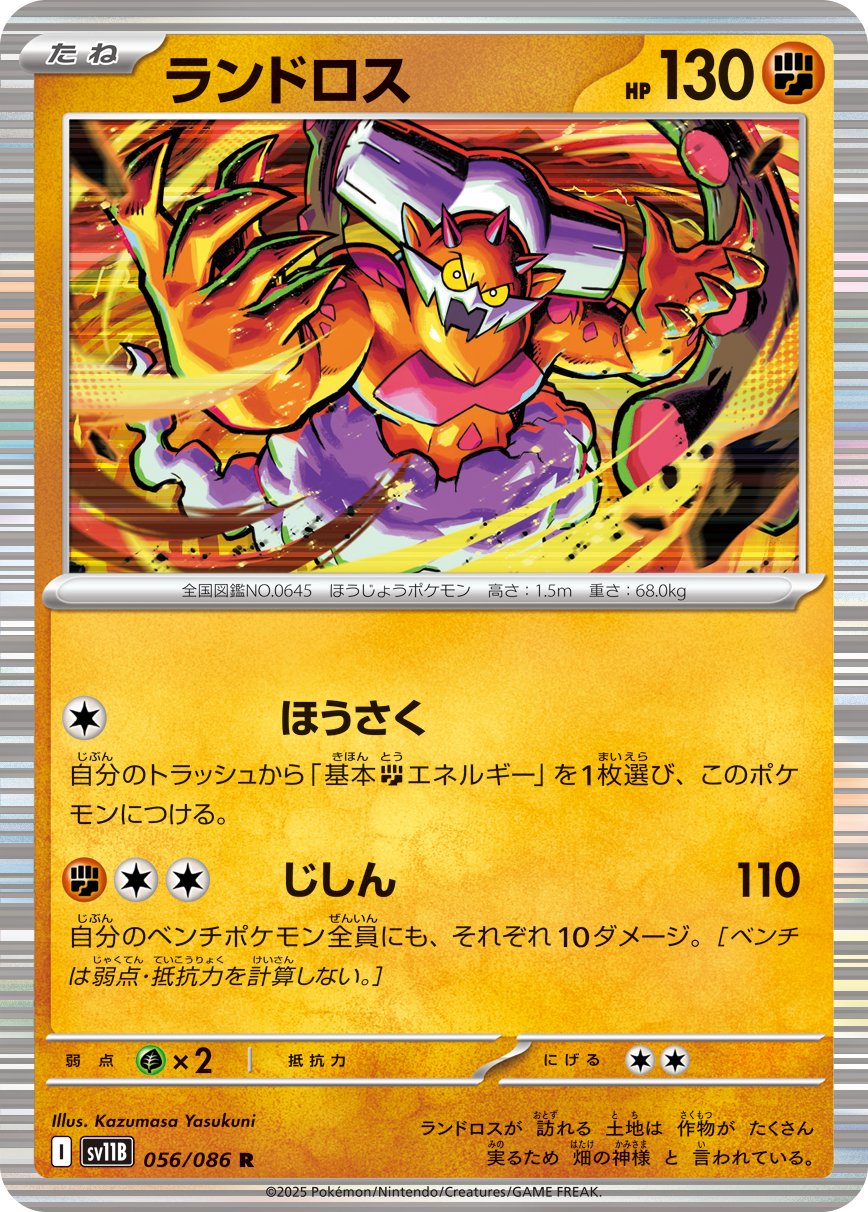 たね ランドロス HP 130
全国図鑑NO.0645 ほうじょうポケモン 高さ：1.5m 重さ：68.0kg
ほうさく
自分のトラッシュから「基本エネルギー」を1枚選び、このポケ
モンにつける。
じしん 110
自分のベンチポケモン全員にも、それぞれ10ダメージ。［ベンチ
は弱点・抵抗力を計算しない。］
弱点 ×2 抵抗力 にげる
Illus. Kazumasa Yasukuni
I sv11B 056/086 R
ランドロスが 訪れる 土地は 作物が たくさん
実るため 畑の神様 と 言われている。
©2025 Pokémon/Nintendo/Creatures/GAME FREAK.